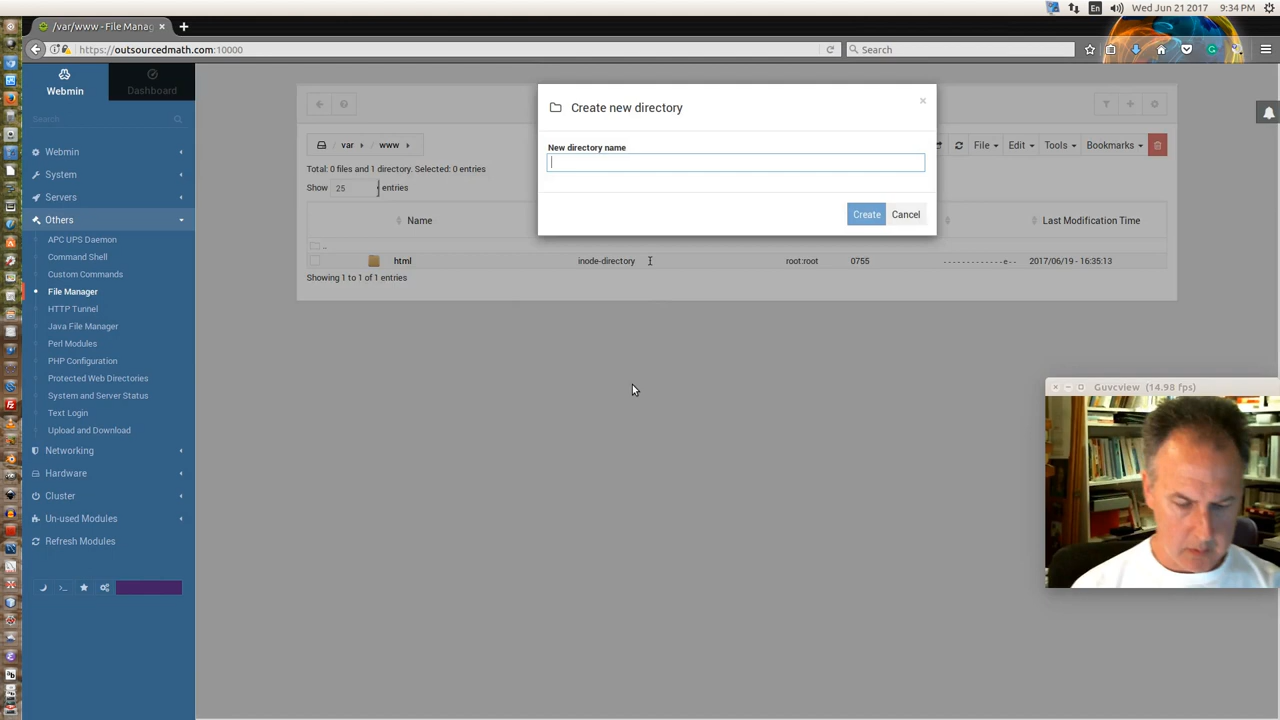 En
Wed Jun 21 2017
9:34 PM
/var/www - File Manag
https://outsourcedmath.com:10000
Search
Webmin
Dashboard
Search
Webmin
System
Servers
Others
APC UPS Daemon
Command Shell
Custom Commands
File Manager
HTTP Tunnel
Java File Manager
Perl Modules
PHP Configuration
Protected Web Directories
System and Server Status
Text Login
Upload and Download
Networking
Hardware
Cluster
Un-used Modules
Refresh Modules
var
www
File
Edit
Tools
Bookmarks
Total: 0 files and 1 directory. Selected: 0 entries
Show 25 entries
Name
Last Modification Time
..
html inode-directory root:root 0755 -------------e-- 2017/06/19 - 16:35:13
Showing 1 to 1 of 1 entries
Create new directory
New directory name
Create
Cancel
Guvcview (14.98 fps)